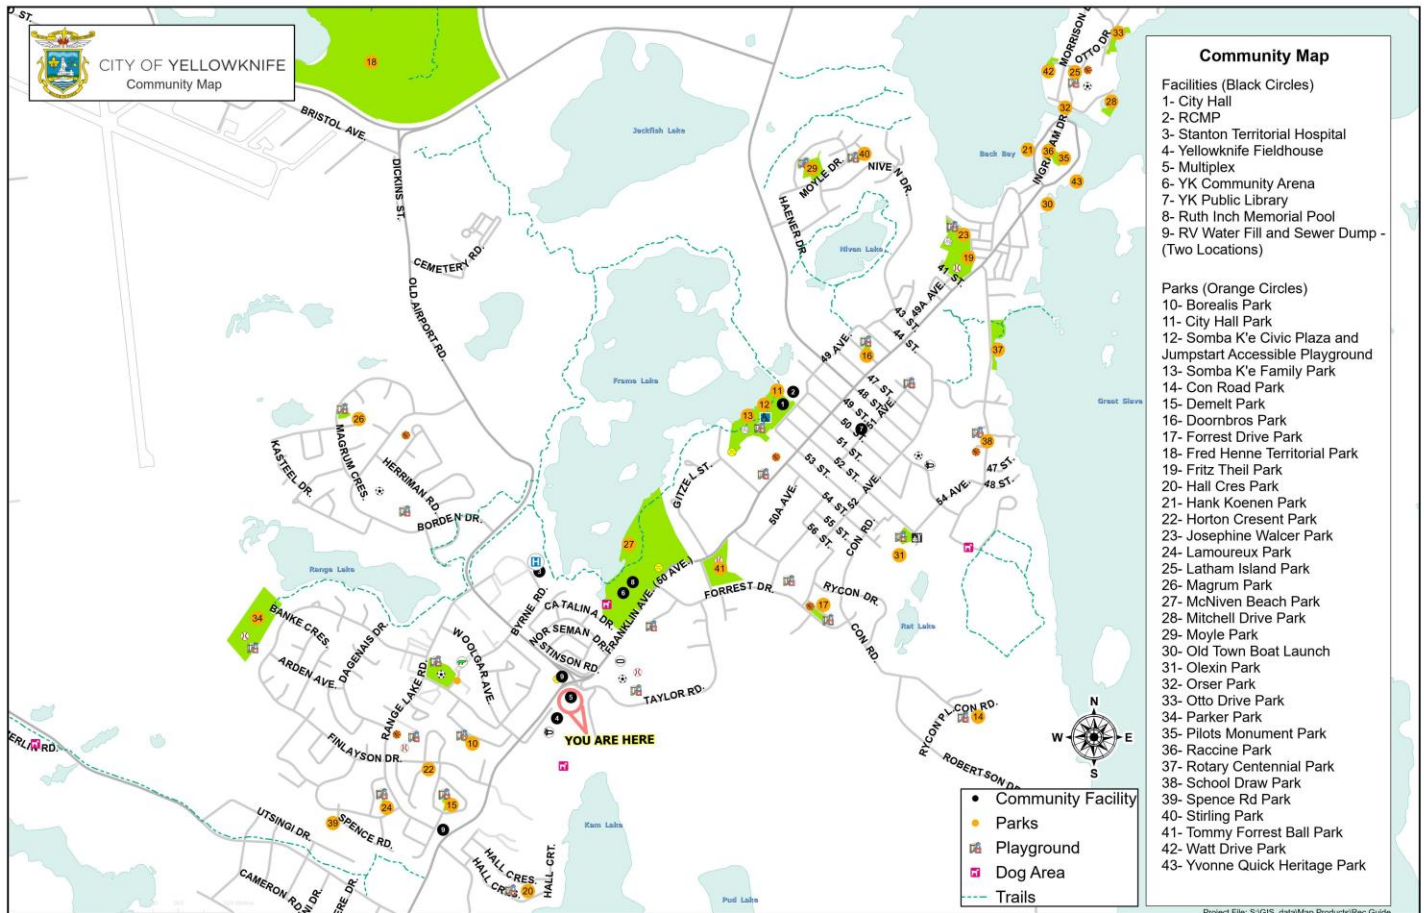 CITY OF YELLOWKNIFE
Community Map
Community Map
Facilities (Black Circles)
1- City Hall
2- RCMP
3- Stanton Territorial Hospital
4- Yellowknife Fieldhouse
5- Multiplex
6- YK Community Arena
7- YK Public Library
8- Ruth Inch Memorial Pool
9- RV Water Fill and Sewer Dump -
(Two Locations)
Parks (Orange Circles)
10- Borealis Park
11- City Hall Park
12- Somba K'e Civic Plaza and
Jumpstart Accessible Playground
13- Somba K'e Family Park
14- Con Road Park
15- Demelt Park
16- Doornbros Park
17- Forrest Drive Park
18- Fred Henne Territorial Park
19- Fritz Theil Park
20- Hall Cres Park
21- Hank Koenen Park
22- Horton Cresent Park
23- Josephine Walcer Park
24- Lamoureux Park
25- Latham Island Park
26- Magrum Park
27- McNiven Beach Park
28- Mitchell Drive Park
29- Moyle Park
30- Old Town Boat Launch
31- Olexin Park
32- Orser Park
33- Otto Drive Park
34- Parker Park
35- Pilots Monument Park
36- Raccine Park
37- Rotary Centennial Park
38- School Draw Park
39- Spence Rd Park
40- Stirling Park
41- Tommy Forrest Ball Park
42- Watt Drive Park
43- Yvonne Quick Heritage Park
Community Facility
Parks
Playground
Dog Area
Trails
N
W E
S
YOU ARE HERE
BRISTOL AVE.
DICKINS ST.
CEMETERY RD.
OLD AIRPORT RD.
Jackfish Lake
Back Bay
MORRISON DR
OTTO DR
INGRAHAM DR.
MOYLE DR.
NIVEN DR.
HAENER DR.
Niven Lake
41 ST.
49A AVE.
43 ST.
44 ST.
49 AVE.
47 ST.
48 ST.
49 ST.
50 ST.
51 AVE
51 ST.
52 ST.
53 ST.
52 AVE.
54 ST.
55 ST.
56 ST.
50A AVE.
CON RD.
54 AVE.
47 ST.
48 ST.
Great Slave
Frame Lake
GITZEL ST.
KASTEEL DR.
MAGRUM CRES.
HERRIMAN RD.
BORDEN DR.
Range Lake
BANKE CRES.
ARDEN AVE.
DAGENAIS DR.
RANGE LAKE RD.
WOOLGAR AVE.
BYRNE RD.
CATALINA DR.
NORSEMAN DR.
STINSON RD.
FRANKLIN AVE. (50 AVE.)
FORREST DR.
RYCON DR.
CON RD.
Rat Lake
TAYLOR RD.
RYCON PL.
CON RD.
ROBERTSON DR.
FINLAYSON DR.
UTSINGI DR.
SPENCE RD.
CAMERON RD.
HALL CRES.
HALL CRES.
HALL CRT.
Kam Lake
Pud Lake
Project File: S:\GIS_data\Map Products\Rec Guide